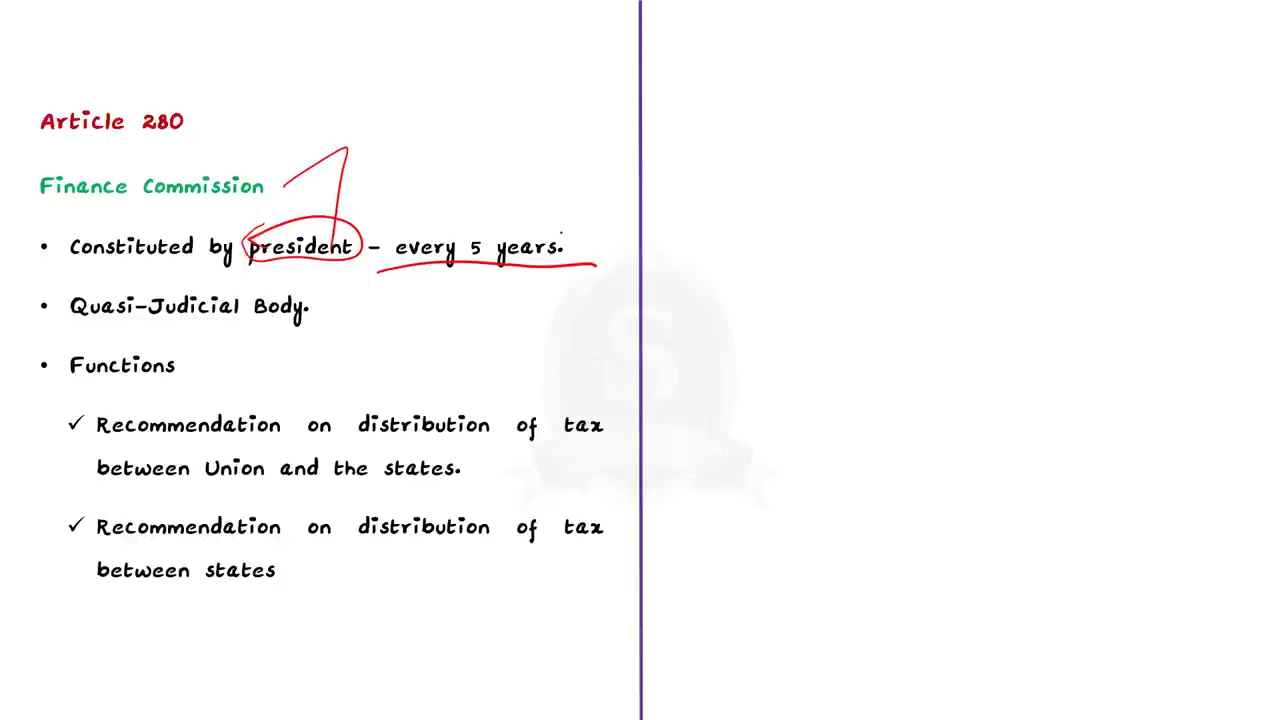 Article 280
Finance Commission
• Constituted by president – every 5 years.
• Quasi-Judicial Body.
• Functions
✓ Recommendation on distribution of tax
between Union and the states.
✓ Recommendation on distribution of tax
between states